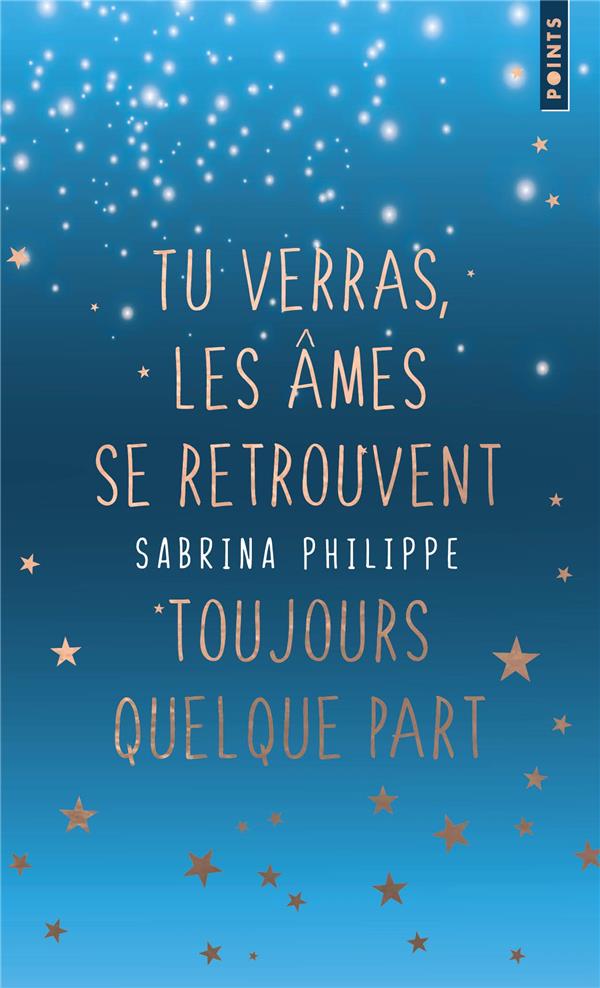 POINTS
TU VERRAS,
LES ÂMES
SE RETROUVENT
SABRINA PHILIPPE
TOUJOURS
QUELQUE PART